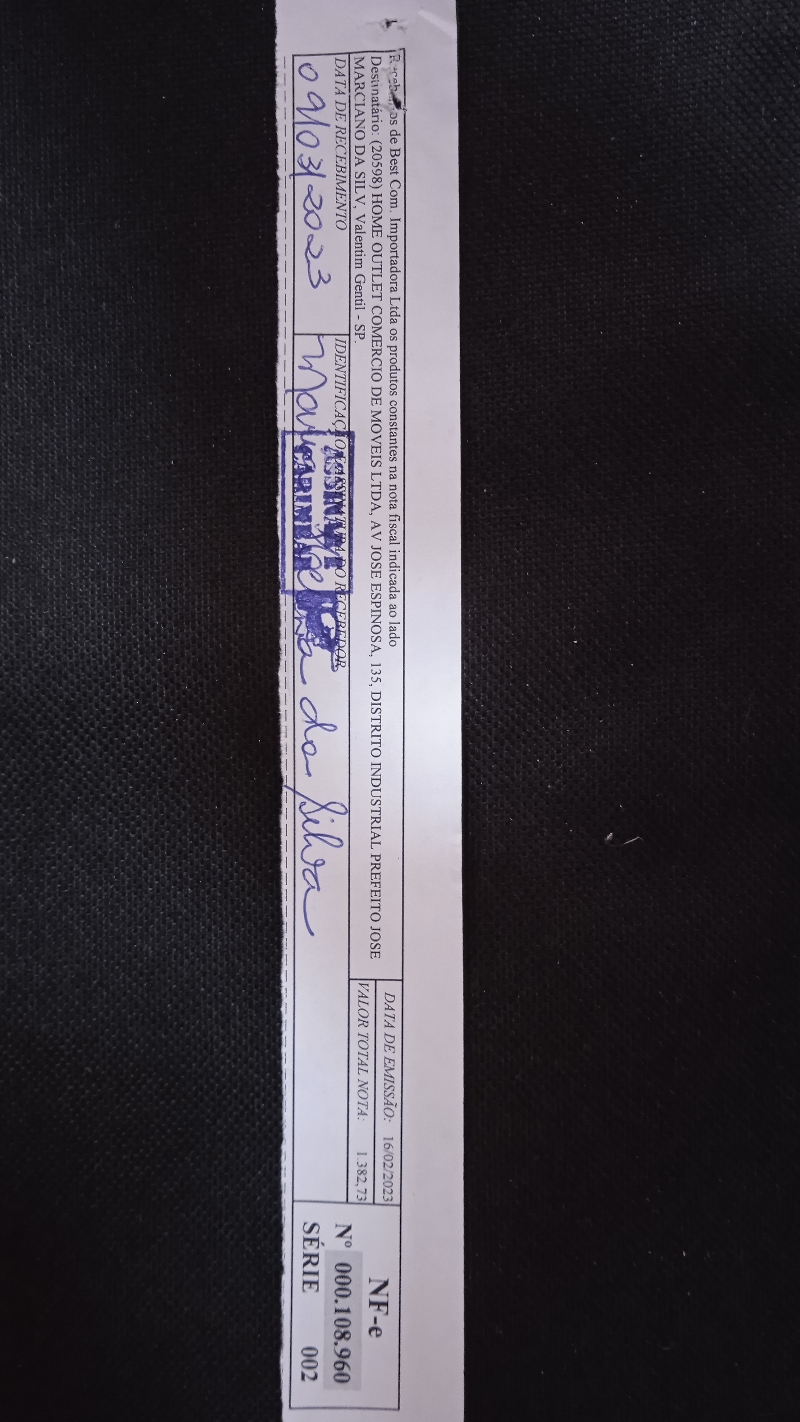 de Best Com. Importadora Ltda os produtos constantes na nota fiscal indicada ao lado
Destinatário: (20598) HOME OUTLET COMERCIO DE MOVEIS LTDA, AV JOSE ESPINOSA, 135, DISTRITO INDUSTRIAL PREFEITO JOSE
MARCIANO DA SILV, Valentim Gentil - SP.
DATA DE EMISSÃO: 16/02/2023
VALOR TOTAL NOTA: 1.382,73
DATA DE RECEBIMENTO
09/03/2023
IDENTIFICAÇÃO E ASSINATURA DO RECEBEDOR
da Silva
ASSINAR E
CARIMBAR
NF-e
Nº 000.108.960
SÉRIE 002